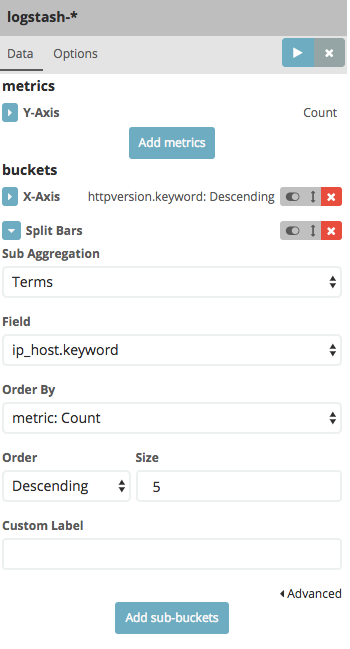 logstash-*
Data Options
metrics
Y-Axis Count
Add metrics
buckets
X-Axis httpversion.keyword: Descending
Split Bars
Sub Aggregation
Terms
Field
ip_host.keyword
Order By
metric: Count
Order Size
Descending 5
Custom Label
Advanced
Add sub-buckets